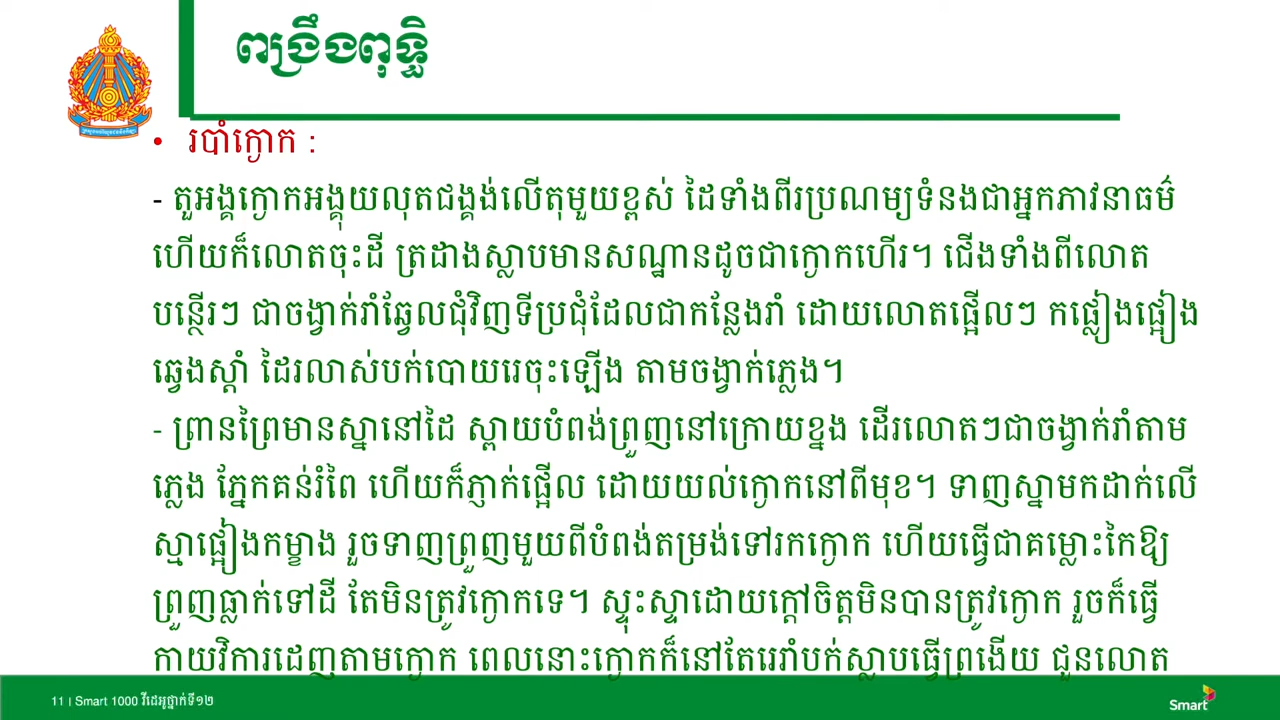 ពង្រឹងពុទ្ធិ
• របាំក្ងោក :
- តួអង្គក្ងោកអង្គុយលុតជង្គង់លើតុមួយខ្ពស់ ដៃទាំងពីរប្រណម្យទំនងជាអ្នកភាវនាធម៌
ហើយក៏លោតចុះដី ត្រដាងស្លាបមានសណ្ឋានដូចជាក្ងោកហើរ។ ជើងទាំងពីលោត
បន្ថើរៗ ជាចង្វាក់រាំឆ្វែលជុំវិញទីប្រជុំដែលជាកន្លែងរាំ ដោយលោតផ្អើលៗ កផ្លៀងផ្អៀង
ឆ្វេងស្ដាំ ដៃរលាស់បក់បោយរេចុះឡើង តាមចង្វាក់ភ្លេង។
- ព្រានព្រៃមានស្នានៅដៃ ស្ពាយបំពង់ព្រួញនៅក្រោយខ្នង ដើរលោតៗជាចង្វាក់រាំតាម
ភ្លេង ភ្នែកគន់រំពៃ ហើយក៏ភ្ញាក់ផ្អើល ដោយយល់ក្ងោកនៅពីមុខ។ ទាញស្នាមកដាក់លើ
ស្មាផ្អៀងកម្ខាង រួចទាញព្រួញមួយពីបំពង់តម្រង់ទៅរកក្ងោក ហើយធ្វើជាគម្លោះកៃឱ្យ
ព្រួញធ្លាក់ទៅដី តែមិនត្រូវក្ងោកទេ។ ស្ទុះស្ទាដោយក្ដៅចិត្តមិនបានត្រូវក្ងោក រួចក៏ធ្វើ
កាយវិការដេញតាមក្ងោក ពេលនោះក្ងោកក៏នៅតែរេរាំបក់ស្លាបធ្វើព្រងើយ ជួនលោត
11 | Smart 1000 វីដេអូថ្នាក់ទី១២
Smart